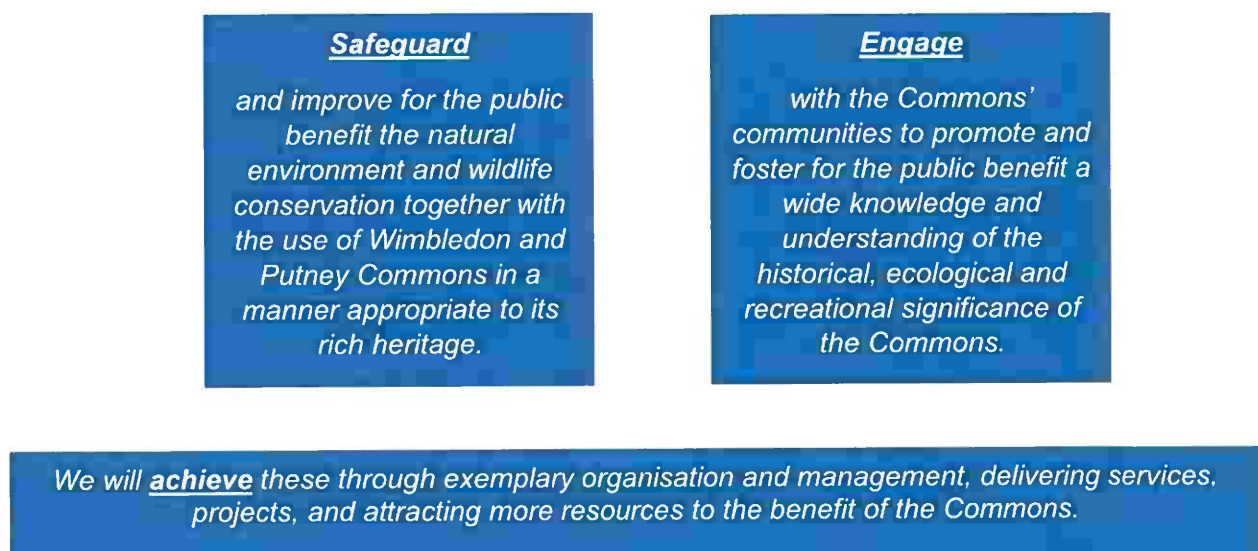 Safeguard
and improve for the public
benefit the natural
environment and wildlife
conservation together with
the use of Wimbledon and
Putney Commons in a
manner appropriate to its
rich heritage.
Engage
with the Commons’
communities to promote and
foster for the public benefit a
wide knowledge and
understanding of the
historical, ecological and
recreational significance of
the Commons.
We will achieve these through exemplary organisation and management, delivering services,
projects, and attracting more resources to the benefit of the Commons.